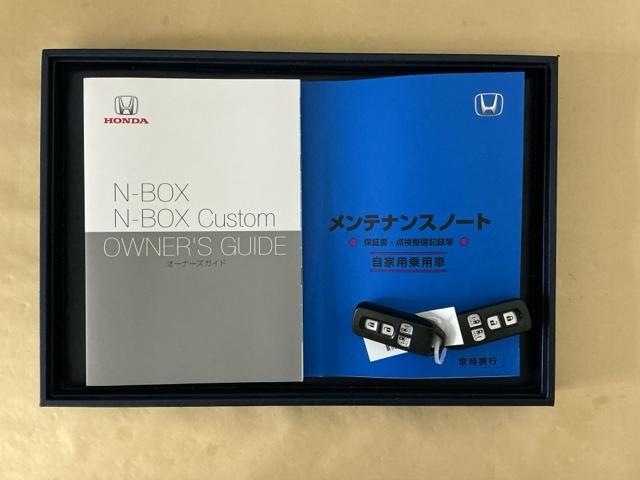 HONDA
N-BOX
N-BOX Custom
OWNER'S GUIDE
オーナーズガイド
メンテナンスノート
保証書・点検整備記録簿
自家用乗用車
常時携行